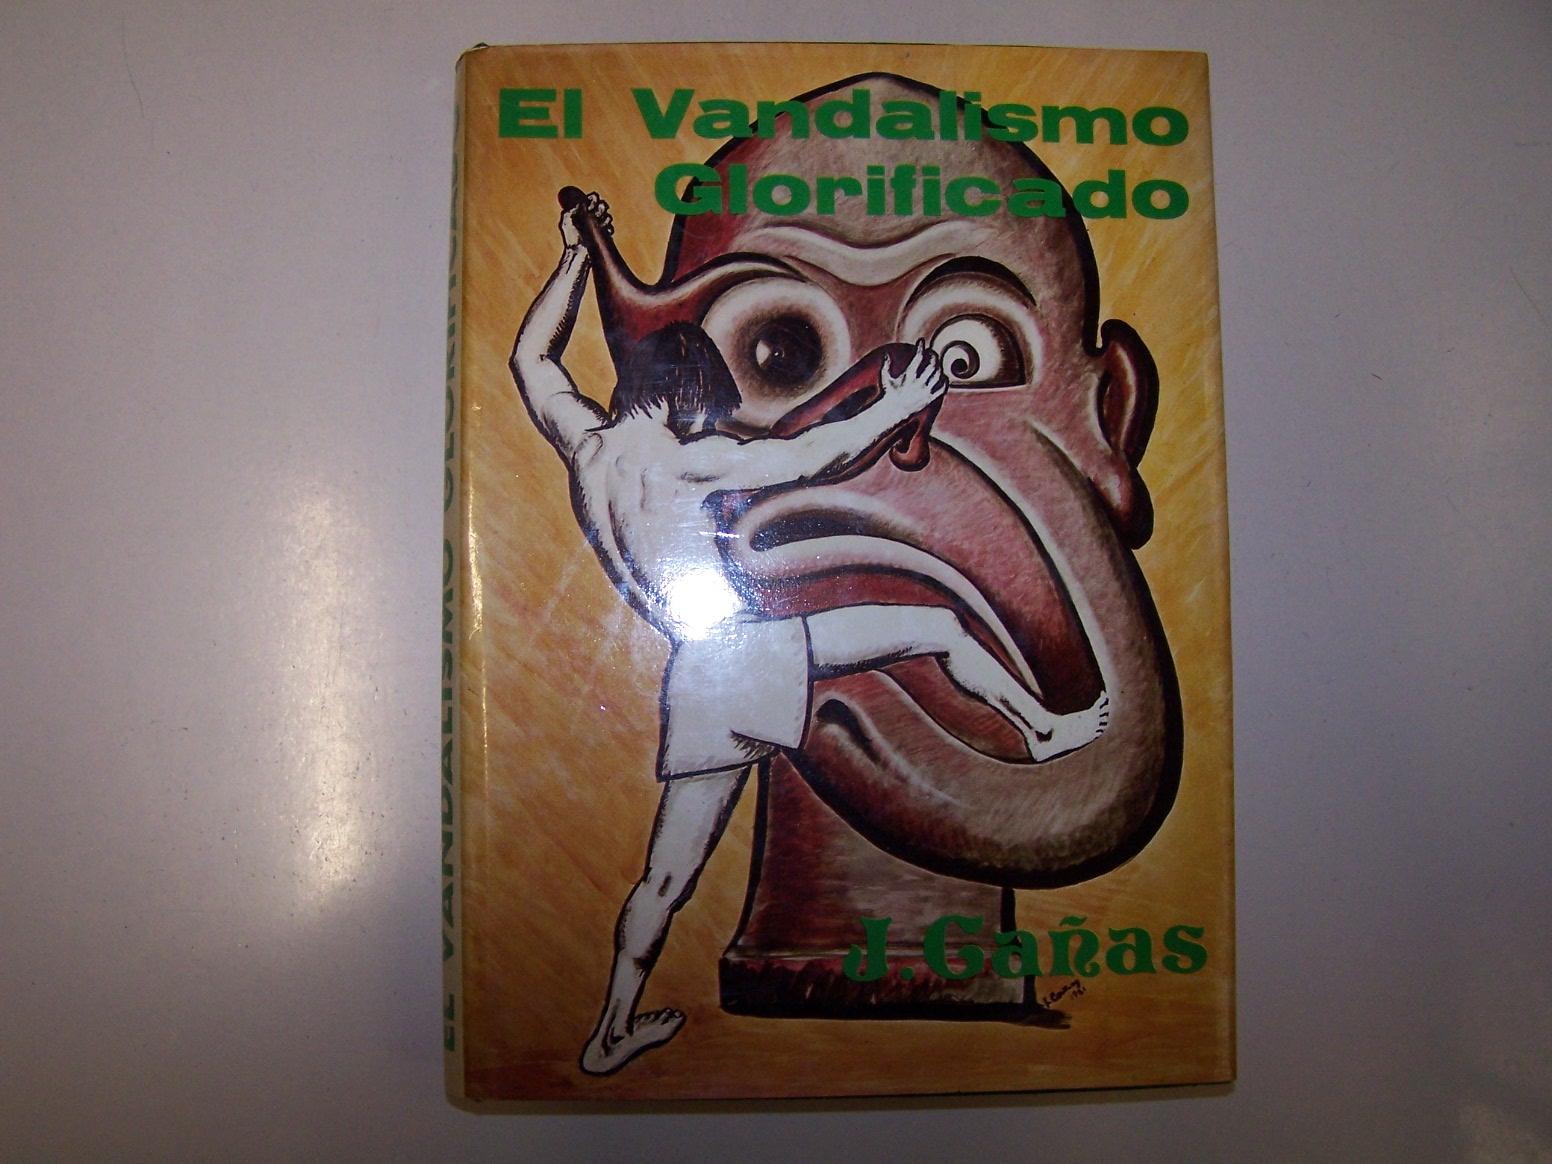 El Vandalismo
Glorificado
J. Cañas
EL VANDALISMO GLORIFICADO